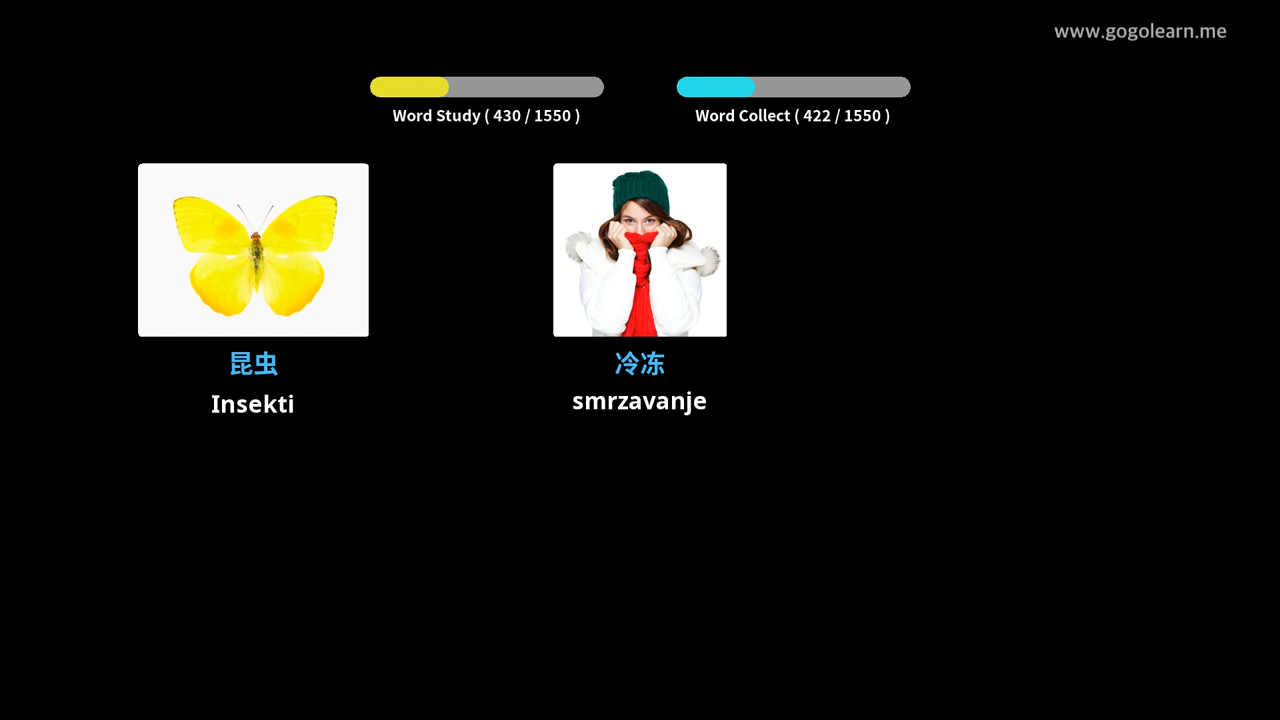 www.gogolearn.me
Word Study ( 430 / 1550 )
Word Collect ( 422 / 1550 )
昆虫
Insekti
冷冻
smrzavanje